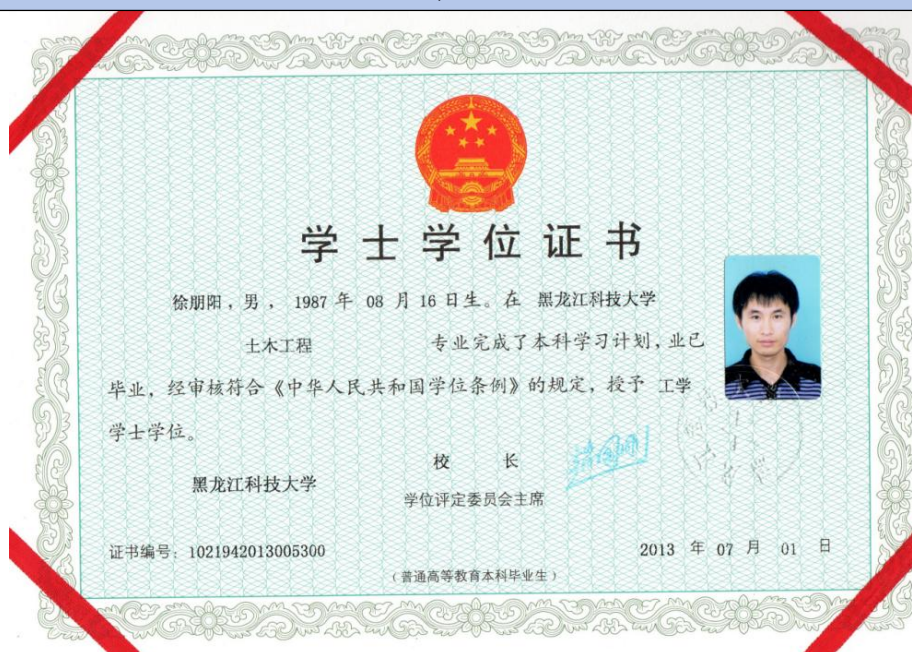 学士学位证书
徐朋阳，男，1987 年 08 月 16 日生。在 黑龙江科技大学
土木工程 专业完成了本科学习计划，业已
毕业，经审核符合《中华人民共和国学位条例》的规定，授予 工学
学士学位。
校 长
黑龙江科技大学
学位评定委员会主席
证书编号：1021942013005300
2013 年 07 月 01 日
（普通高等教育本科毕业生）